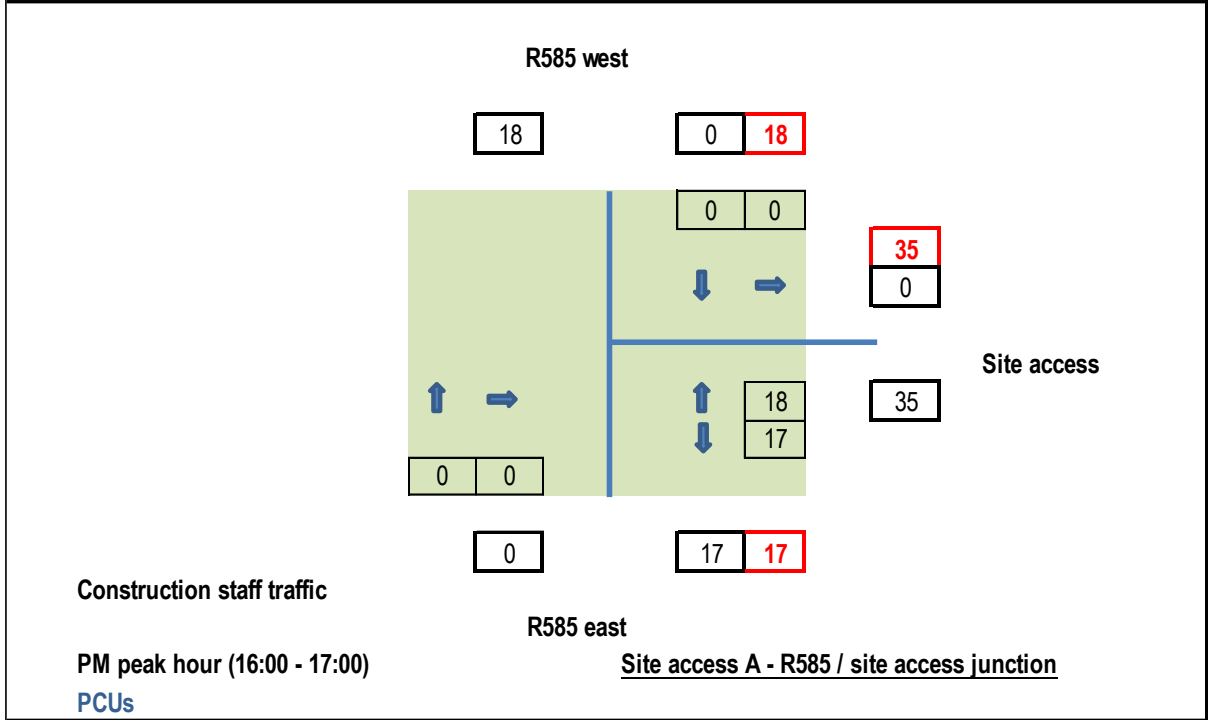 R585 west
18 0 18
0 0
35
0
Site access
18 35
17
0 0
0 17 17
Construction staff traffic
R585 east
PM peak hour (16:00 - 17:00) Site access A - R585 / site access junction
PCUs